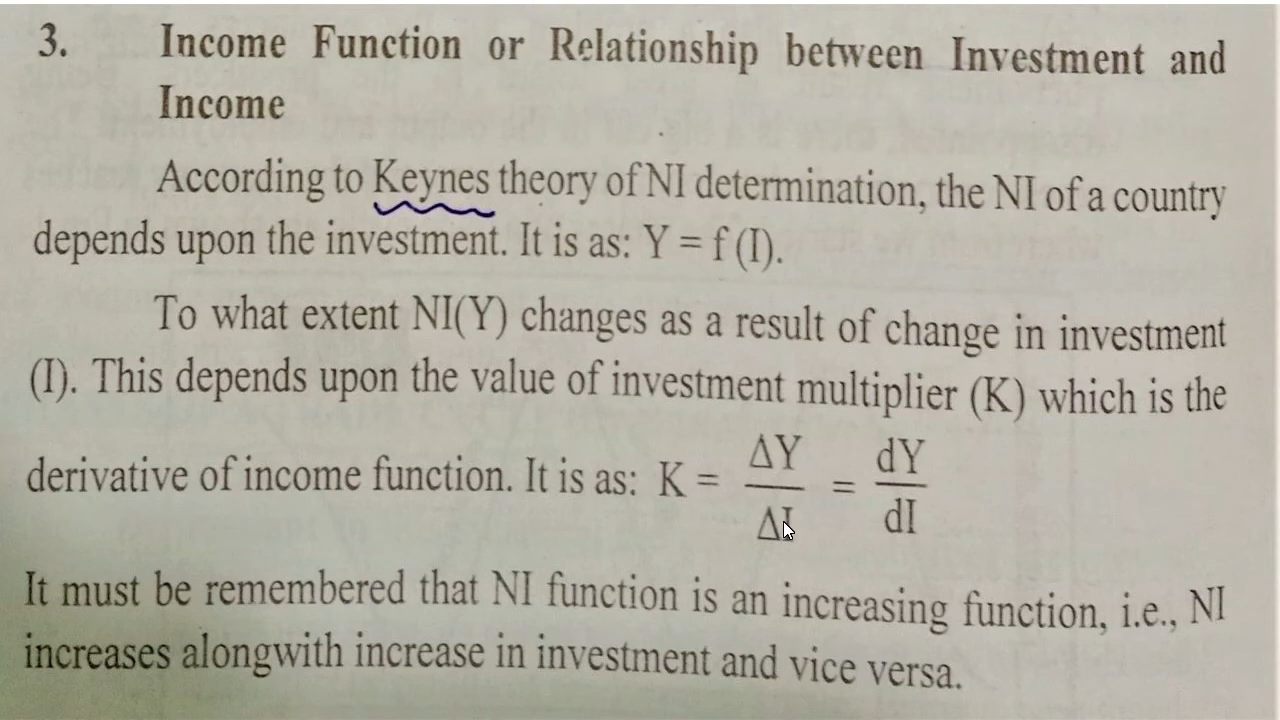 3. Income Function or Relationship between Investment and
Income
According to Keynes theory of NI determination, the NI of a country
depends upon the investment. It is as: Y = f (I).
To what extent NI(Y) changes as a result of change in investment
(I). This depends upon the value of investment multiplier (K) which is the
derivative of income function. It is as: K = ΔY/ΔI = dY/dI
It must be remembered that NI function is an increasing function, i.e., NI
increases alongwith increase in investment and vice versa.